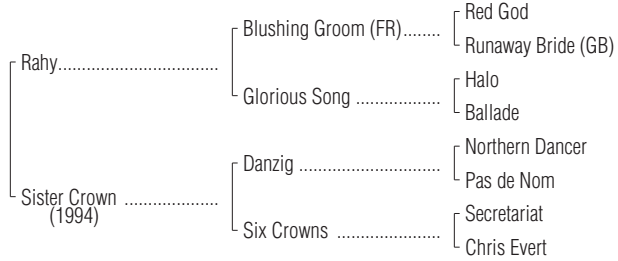 Red God
Blushing Groom (FR)........
Runaway Bride (GB)
Rahy.................................
Halo
Glorious Song ..................
Ballade
Northern Dancer
Danzig .............................
Pas de Nom
Sister Crown ....................
(1994)
Secretariat
Six Crowns ......................
Chris Evert